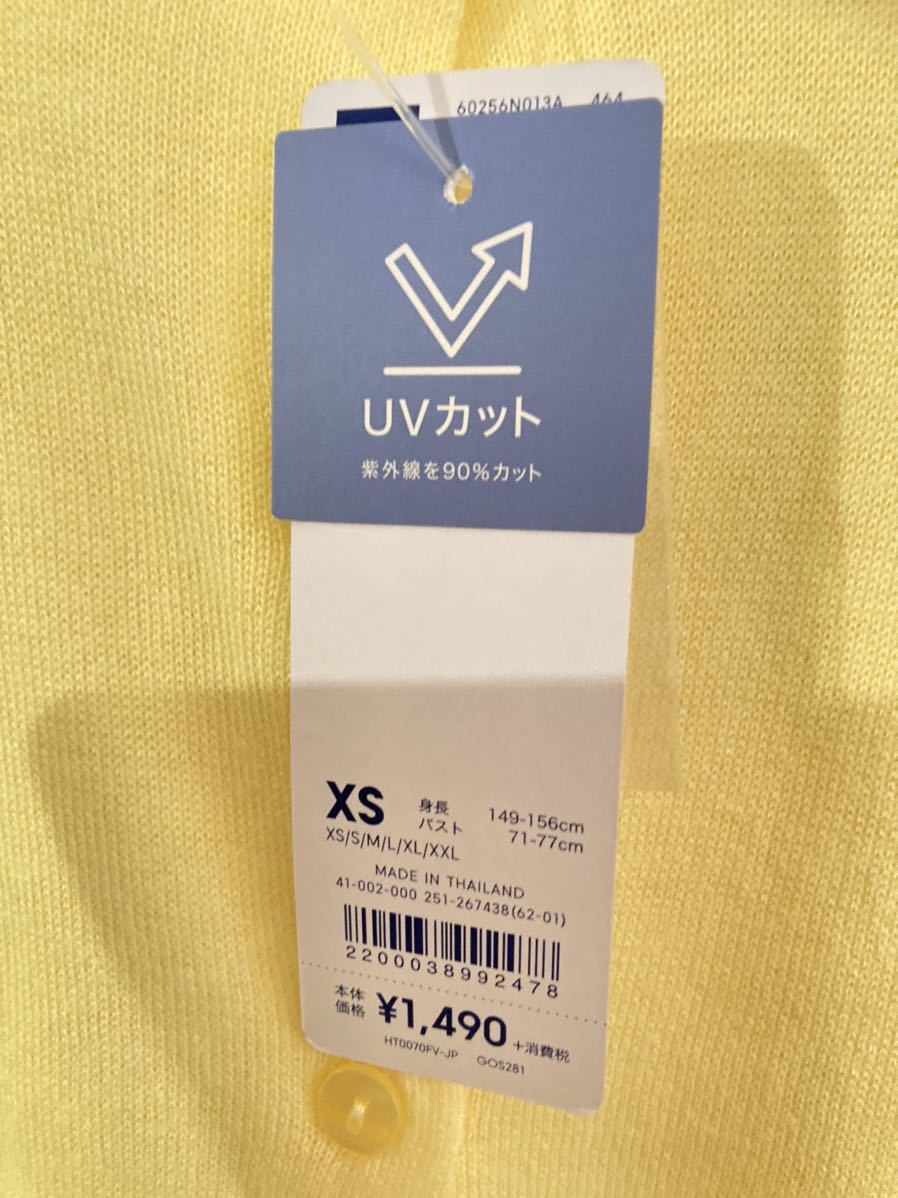 60256N013A 464
UVカット
紫外線を90%カット
XS 身長 149-156cm
バスト 71-77cm
XS/S/M/L/XL/XXL
MADE IN THAILAND
41-002-000 251-267438(62-01)
2200038992478
本体価格 ¥1,490 +消費税
HT0070FV-JP GOS281